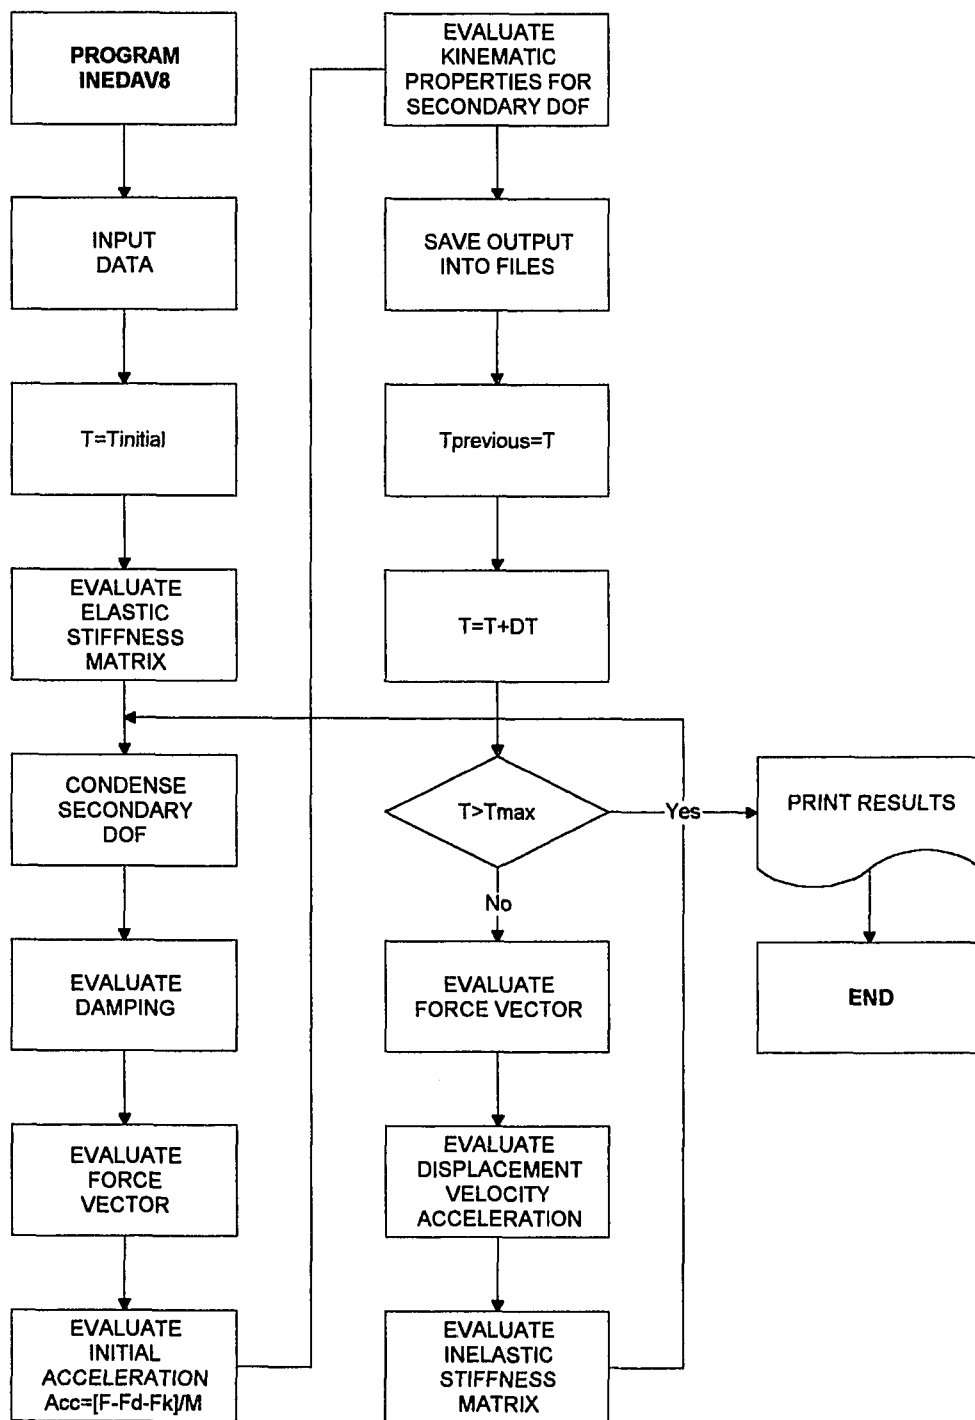 PROGRAM
INEDAV8
INPUT
DATA
T=Tinitial
EVALUATE
ELASTIC
STIFFNESS
MATRIX
CONDENSE
SECONDARY
DOF
EVALUATE
DAMPING
EVALUATE
FORCE
VECTOR
EVALUATE
INITIAL
ACCELERATION
Acc=[F-Fd-Fk]/M
EVALUATE
KINEMATIC
PROPERTIES FOR
SECONDARY DOF
SAVE OUTPUT
INTO FILES
Tprevious=T
T=T+DT
T>Tmax
Yes
No
EVALUATE
FORCE VECTOR
EVALUATE
DISPLACEMENT
VELOCITY
ACCELERATION
EVALUATE
INELASTIC
STIFFNESS
MATRIX
PRINT RESULTS
END